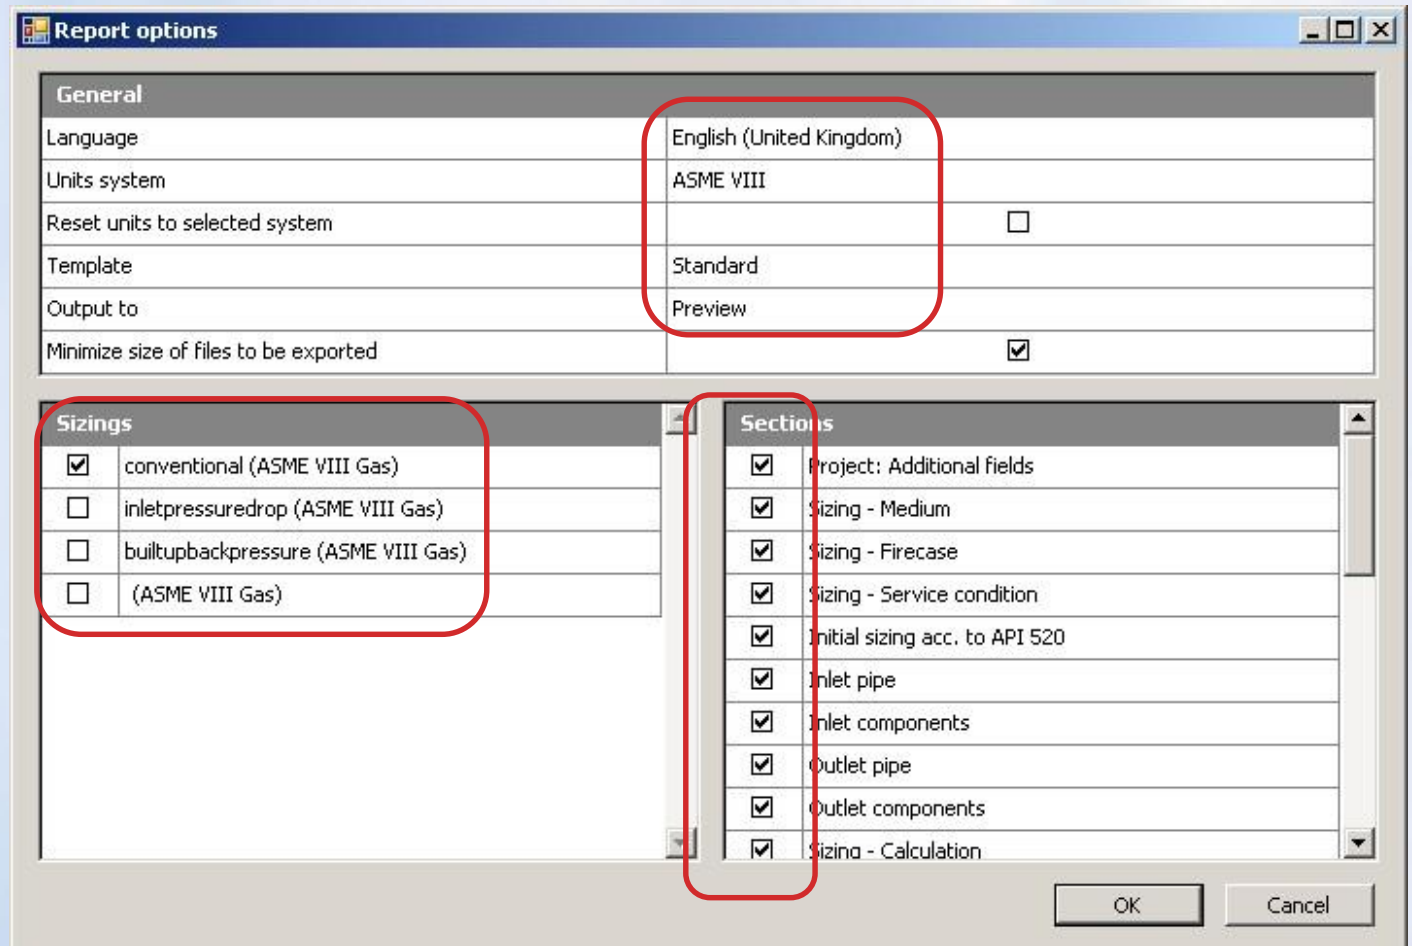 Report options
General
Language English (United Kingdom)
Units system ASME VIII
Reset units to selected system
Template Standard
Output to Preview
Minimize size of files to be exported
Sizings
conventional (ASME VIII Gas)
inletpressuredrop (ASME VIII Gas)
builtupbackpressure (ASME VIII Gas)
(ASME VIII Gas)
Sections
Project: Additional fields
Sizing - Medium
Sizing - Firecase
Sizing - Service condition
Initial sizing acc. to API 520
Inlet pipe
Inlet components
Outlet pipe
Outlet components
Sizing - Calculation
OK Cancel